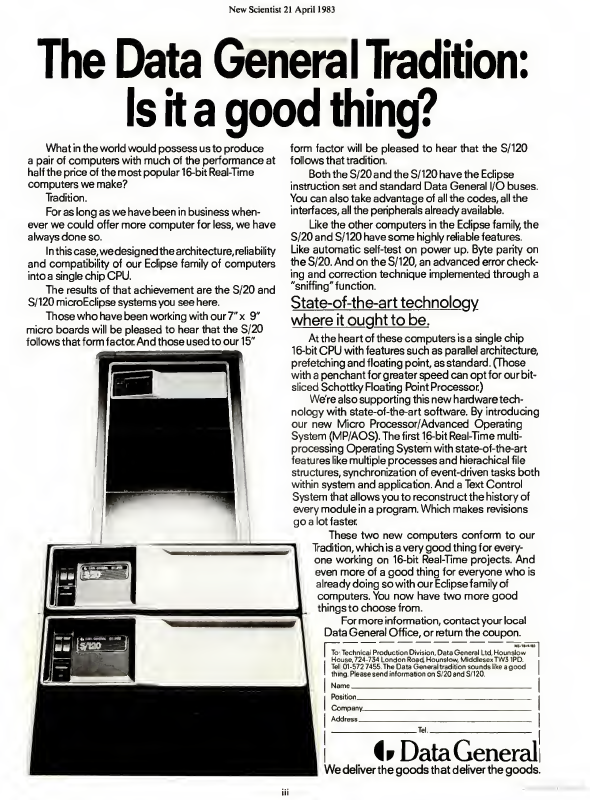 New Scientist 21 April 1983
The Data General Tradition:
Is it a good thing?
What in the world would possess us to produce
a pair of computers with much of the performance at
half the price of the most popular 16-bit Real-Time
computers we make?
Tradition.
For as long as we have been in business when-
ever we could offer more computer for less, we have
always done so.
In this case, we designed the architecture, reliability
and compatibility of our Eclipse family of computers
into a single chip CPU.
The results of that achievement are the S/20 and
S/120 microEclipse systems you see here.
Those who have been working with our 7" x 9"
micro boards will be pleased to hear that the S/20
follows that form factor. And those used to our 15"
form factor will be pleased to hear that the S/120
follows that tradition.
Both the S/20 and the S/120 have the Eclipse
instruction set and standard Data General I/O buses.
You can also take advantage of all the codes, all the
interfaces, all the peripherals already available.
Like the other computers in the Eclipse family, the
S/20 and S/120 have some highly reliable features.
Like automatic self-test on power up. Byte parity on
the S/20. And on the S/120, an advanced error check-
ing and correction technique implemented through a
"sniffing" function.
State-of-the-art technology
where it ought to be.
At the heart of these computers is a single chip
16-bit CPU with features such as parallel architecture,
prefetching and floating point, as standard. (Those
with a penchant for greater speed can opt for our bit-
sliced Schottky Floating Point Processor.)
We're also supporting this new hardware tech-
nology with state-of-the-art software. By introducing
our new Micro Processor/Advanced Operating
System (MP/AOS). The first 16-bit Real-Time multi-
processing Operating System with state-of-the-art
features like multiple processes and hierachical file
structures, synchronization of event-driven tasks both
within system and application. And a Text Control
System that allows you to reconstruct the history of
every module in a program. Which makes revisions
go a lot faster.
These two new computers conform to our
Tradition, which is a very good thing for every-
one working on 16-bit Real-Time projects. And
even more of a good thing for everyone who is
already doing so with our Eclipse family of
computers. You now have two more good
things to choose from.
For more information, contact your local
Data General Office, or return the coupon.
To: Technical Production Division, Data General Ltd, Hounslow
House, 724-734 London Road, Hounslow, Middlesex TW3 1PD.
Tel: 01-572 7455. The Data General tradition sounds like a good
thing. Please send information on S/20 and S/120.
Name
Position
Company
Address
Tel.
Data General
We deliver the goods that deliver the goods.
S/20
S/120
iii